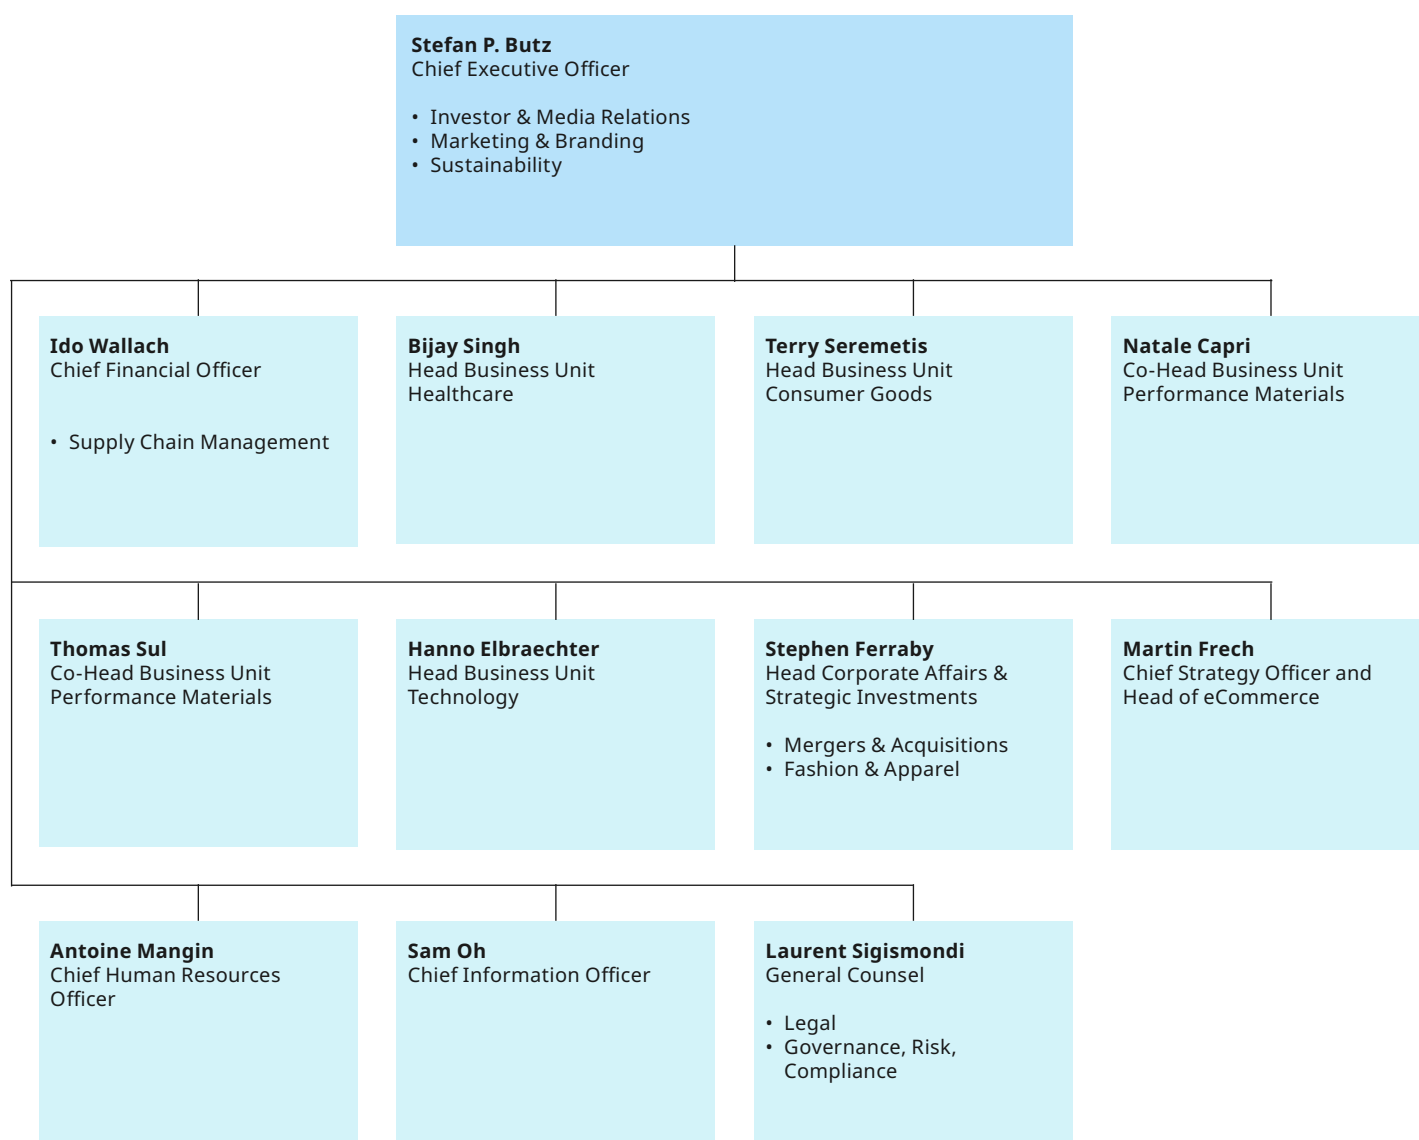 Stefan P. Butz
Chief Executive Officer
• Investor & Media Relations
• Marketing & Branding
• Sustainability
Ido Wallach
Chief Financial Officer
• Supply Chain Management
Bijay Singh
Head Business Unit
Healthcare
Terry Seremetis
Head Business Unit
Consumer Goods
Natale Capri
Co-Head Business Unit
Performance Materials
Thomas Sul
Co-Head Business Unit
Performance Materials
Hanno Elbraechter
Head Business Unit
Technology
Stephen Ferraby
Head Corporate Affairs &
Strategic Investments
• Mergers & Acquisitions
• Fashion & Apparel
Martin Frech
Chief Strategy Officer and
Head of eCommerce
Antoine Mangin
Chief Human Resources
Officer
Sam Oh
Chief Information Officer
Laurent Sigismondi
General Counsel
• Legal
• Governance, Risk,
Compliance